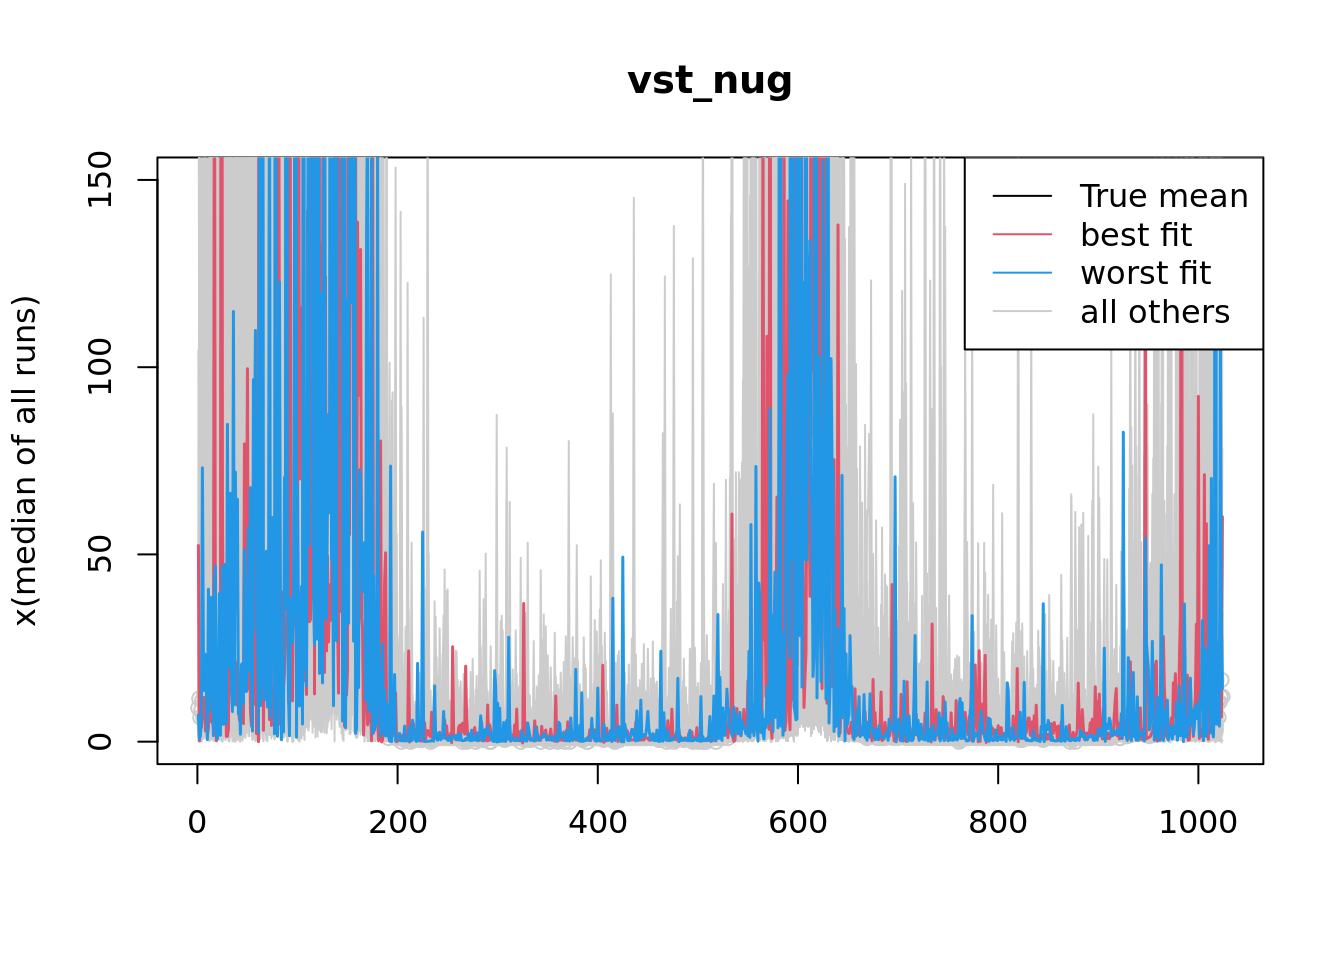 vst_nug
x(median of all runs)
150
100
50
0
True mean
best fit
worst fit
all others
0 200 400 600 800 1000